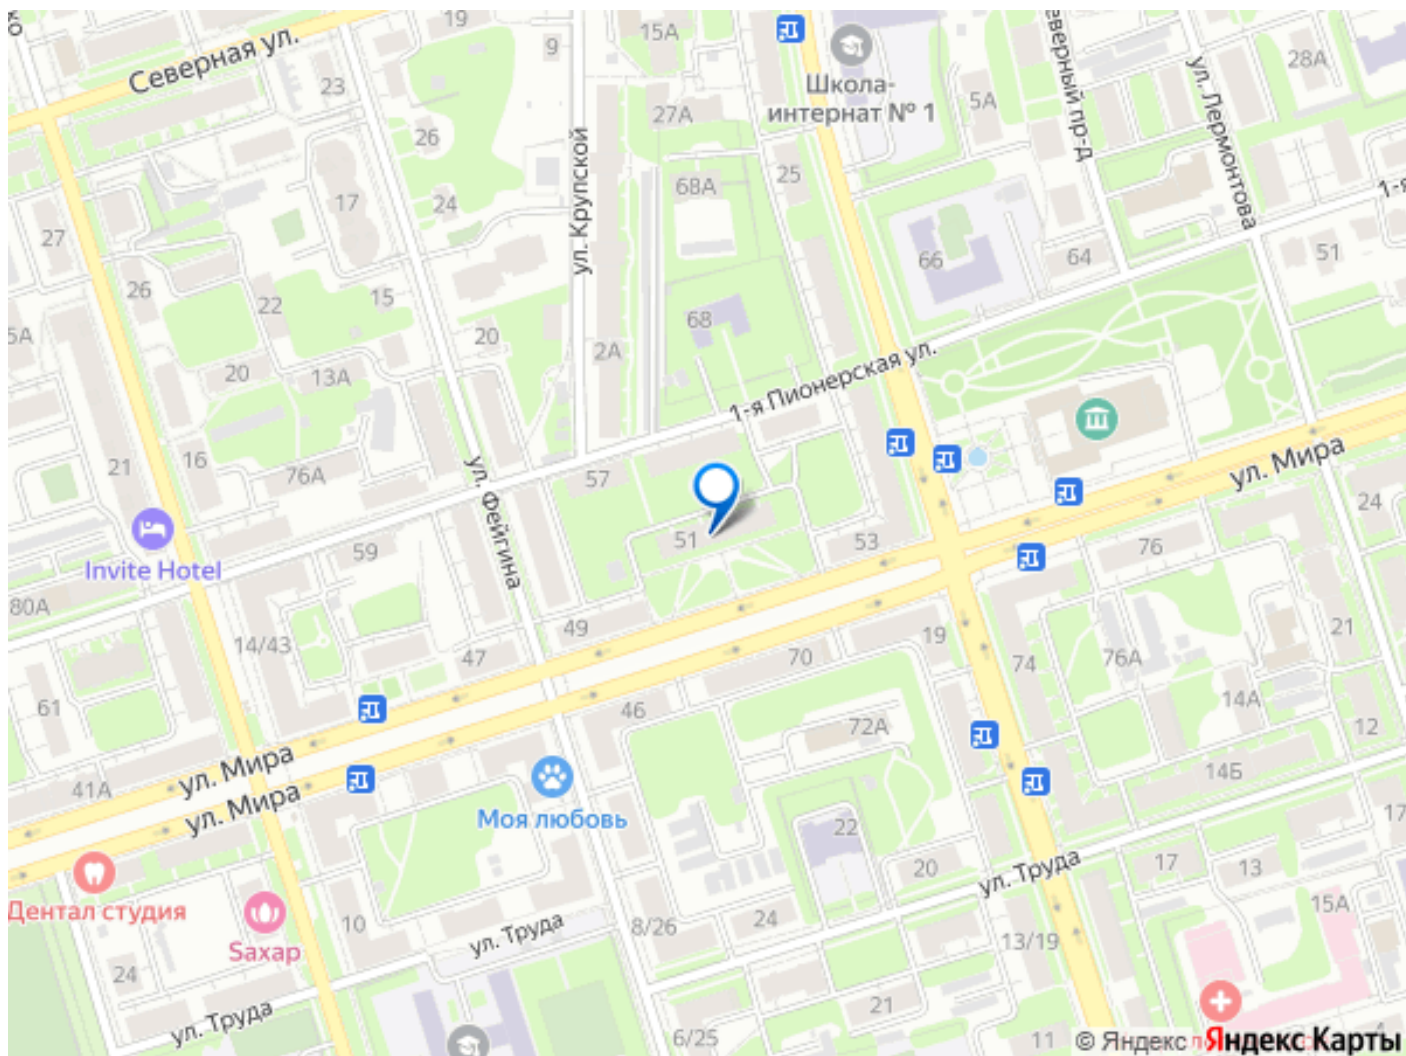 19
15А
9
Северная ул.
23
Школа-
интернат № 1
28А
5А
27А
26
ул. Крупской
ул. Лермонтова
25
68А
24
17
27
66
64
51
26
22
15
20
68
2А
20
13А
1-я Пионерская ул.
ул. Мира
21
16
76А
57
ул. Фейгина
24
Invite Hotel
59
51
53
76
80А
14/43
49
47
70
19
74
76А
21
61
46
72А
14А
12
ул. Мира
41А
ул. Мира
14Б
Моя любовь
22
17
20
ул. Труда
17
13
Дентал студия
Saxap
10
ул. Труда
8/26
24
13/19
15А
24
21
ул. Труда
6/25
11
© Яндекс
Яндекс Карты